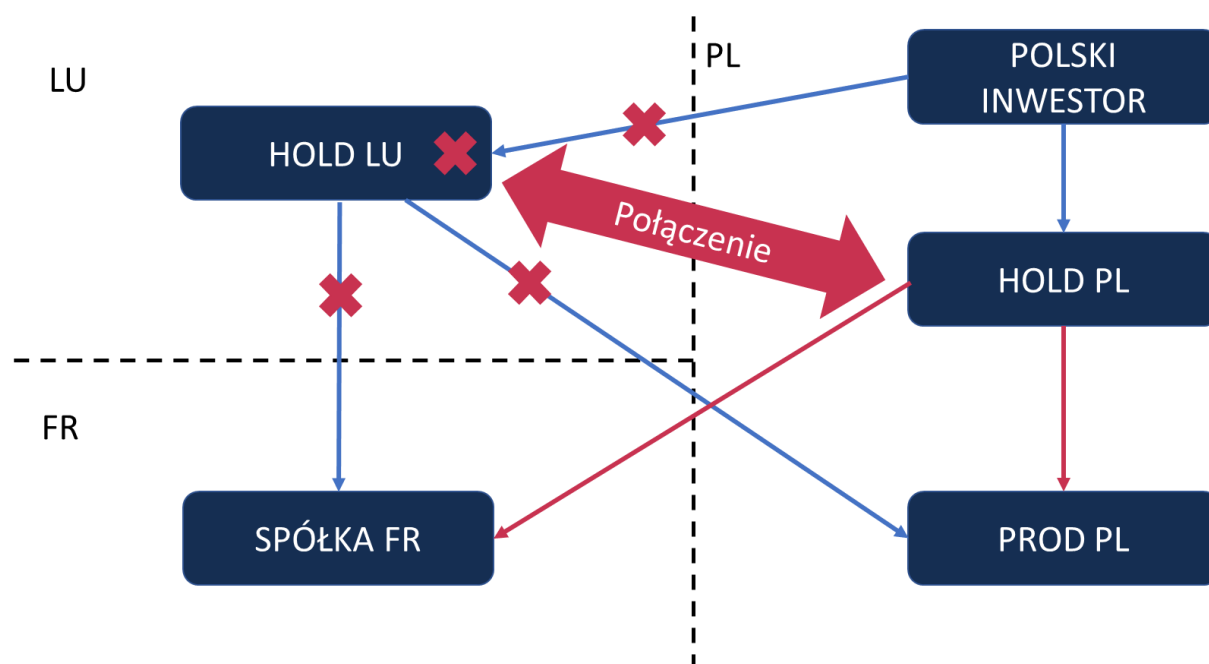 LU
PL
POLSKI
INWESTOR
HOLD LU
Połączenie
HOLD PL
FR
SPÓŁKA FR
PROD PL